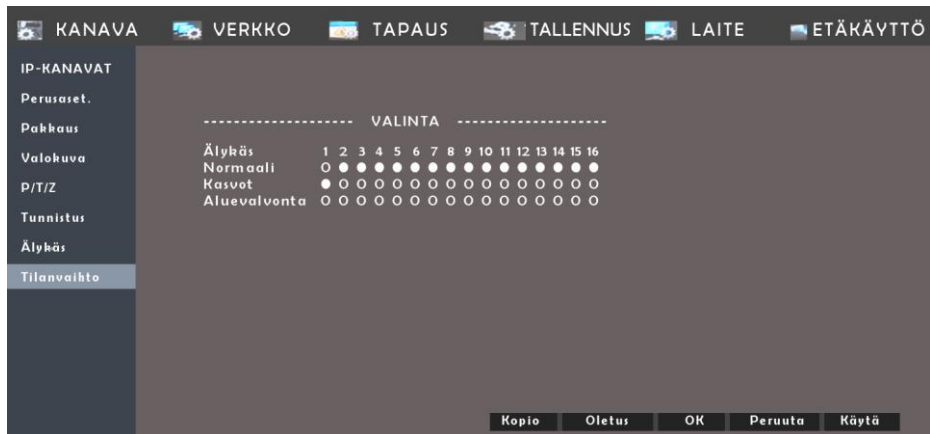 KANAVA VERKKO TAPAUS TALLENNUS LAITE ETÄKÄYTTÖ
IP-KANAVAT
Perusaset.
Pakkaus
Valokuva
P/T/Z
Tunnistus
Älykäs
Tilanvaihto
-------------------- VALINTA --------------------
Älykäs 1 2 3 4 5 6 7 8 9 10 11 12 13 14 15 16
Normaali
Kasvot
Aluevalvonta
Kopio Oletus OK Peruuta Käytä